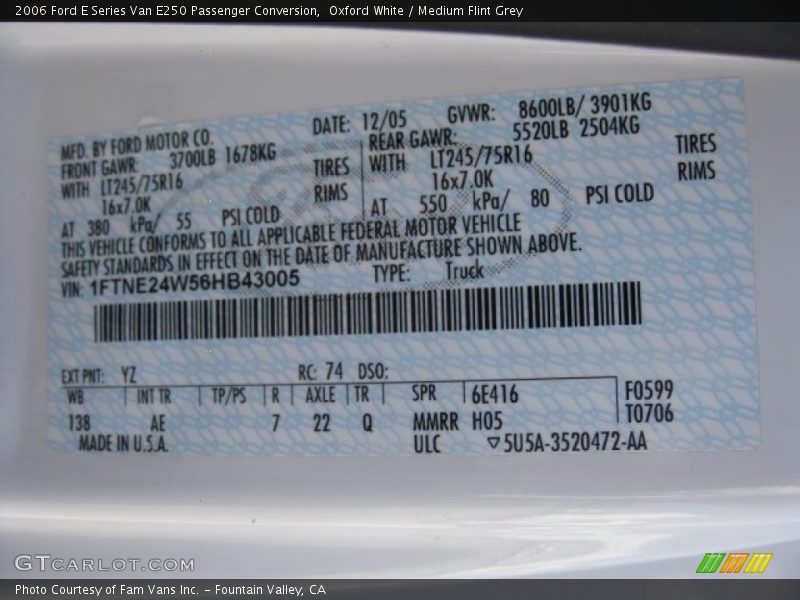 2006 Ford E Series Van E250 Passenger Conversion,  Oxford White / Medium Flint Grey
MFD. BY FORD MOTOR CO.
DATE: 12/05
GVWR: 8600LB/ 3901KG
FRONT GAWR: 3700LB 1678KG
REAR GAWR: 5520LB 2504KG
WITH LT245/75R16 TIRES
WITH LT245/75R16 TIRES
16x7.0K RIMS
16x7.0K RIMS
AT 380 kPa/ 55 PSI COLD
AT 550 kPa/ 80 PSI COLD
THIS VEHICLE CONFORMS TO ALL APPLICABLE FEDERAL MOTOR VEHICLE
SAFETY STANDARDS IN EFFECT ON THE DATE OF MANUFACTURE SHOWN ABOVE.
VIN: 1FTNE24W56HB43005
TYPE: Truck
EXT PNT: YZ RC: 74 DSO:
WB INT TR TP/PS R AXLE TR SPR 6E416 F0599
138 AE 7 22 Q MMRR H05 T0706
MADE IN U.S.A. ULC ▽5U5A-3520472-AA
GTCARLOT.COM
Photo Courtesy of Fam Vans Inc. – Fountain Valley, CA